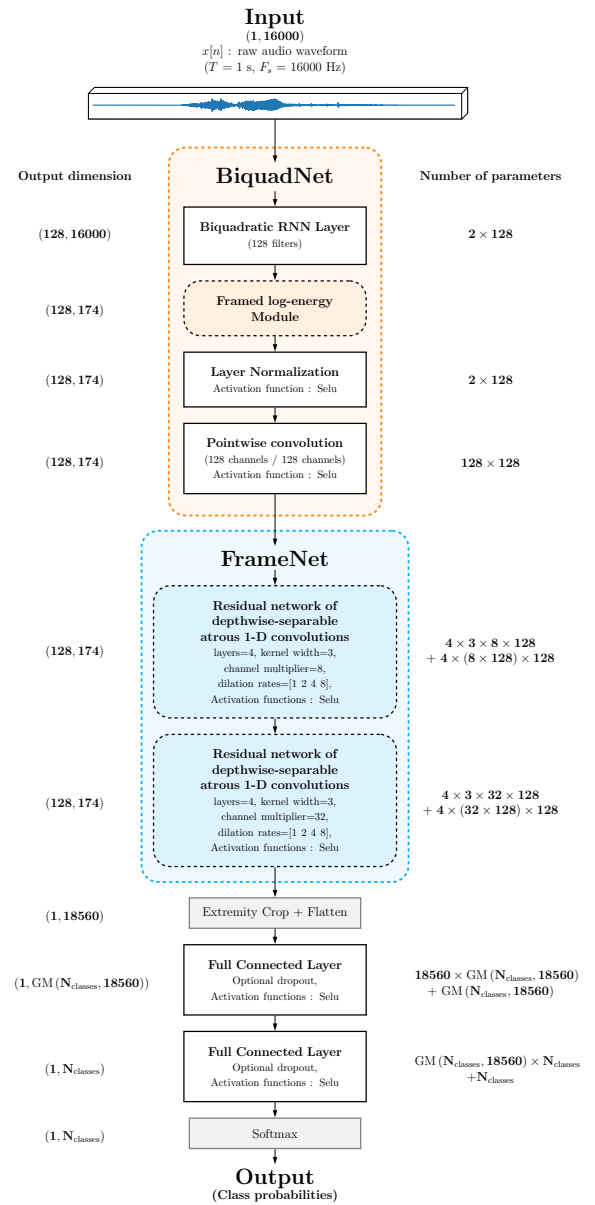 Input
(1, 16000)
x[n] : raw audio waveform
(T = 1 s, Fₛ = 16000 Hz)
Output dimension
BiquadNet
Number of parameters
(128, 16000)
Biquadratic RNN Layer
(128 filters)
2 × 128
(128, 174)
Framed log-energy
Module
(128, 174)
Layer Normalization
Activation function : Selu
2 × 128
(128, 174)
Pointwise convolution
(128 channels / 128 channels)
Activation function : Selu
128 × 128
FrameNet
(128, 174)
Residual network of
depthwise-separable
atrous 1-D convolutions
layers=4, kernel width=3,
channel multiplier=8,
dilation rates=[1 2 4 8],
Activation functions : Selu
4 × 3 × 8 × 128
+ 4 × (8 × 128) × 128
(128, 174)
Residual network of
depthwise-separable
atrous 1-D convolutions
layers=4, kernel width=3,
channel multiplier=32,
dilation rates=[1 2 4 8],
Activation functions : Selu
4 × 3 × 32 × 128
+ 4 × (32 × 128) × 128
(1, 18560)
Extremity Crop + Flatten
(1, GM (N_classes, 18560))
Full Connected Layer
Optional dropout,
Activation functions : Selu
18560 × GM (N_classes, 18560)
+ GM (N_classes, 18560)
(1, N_classes)
Full Connected Layer
Optional dropout,
Activation functions : Selu
GM (N_classes, 18560) × N_classes
+N_classes
(1, N_classes)
Softmax
Output
(Class probabilities)